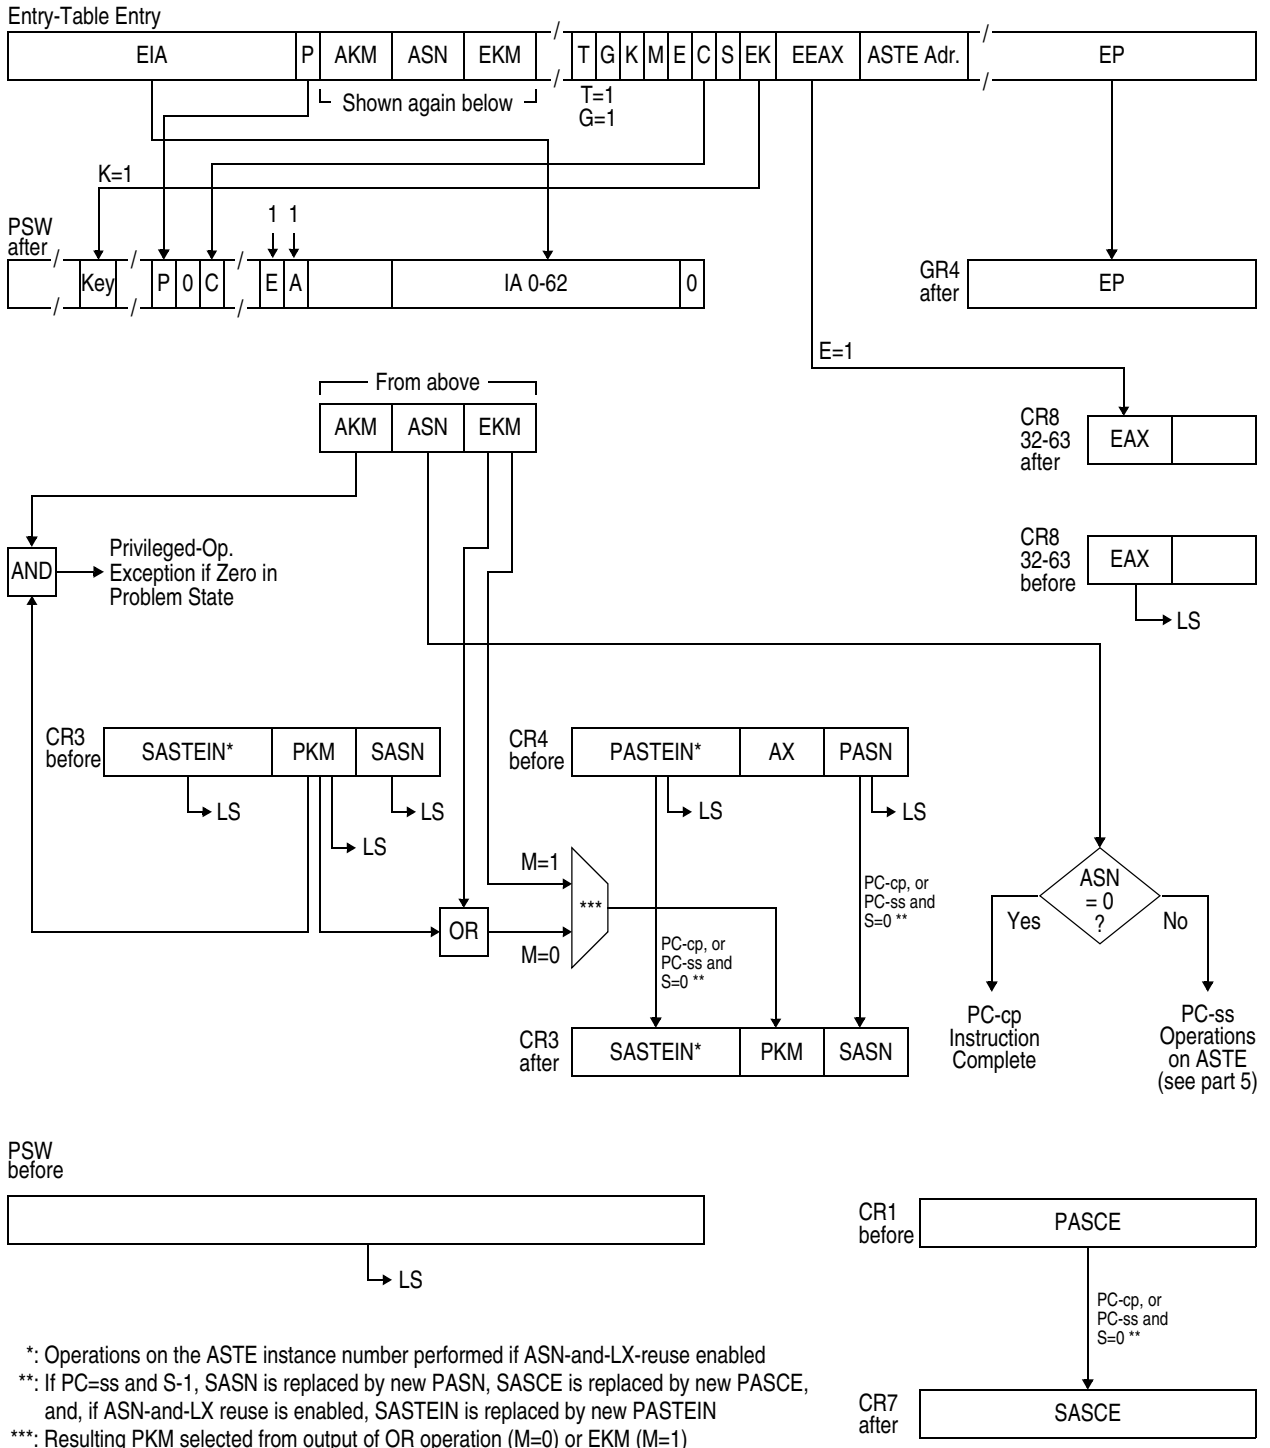 Entry-Table Entry
EIA P AKM ASN EKM T G K M E C S EK EEAX ASTE Adr. EP
Shown again below
T=1
G=1
K=1
PSW
after
1 1
Key P 0 C E A IA 0-62 0
GR4
after
EP
E=1
From above
AKM ASN EKM
CR8
32-63
after
EAX
AND
Privileged-Op.
Exception if Zero in
Problem State
CR8
32-63
before
EAX
LS
CR3
before
SASTEIN* PKM SASN
LS
LS
LS
CR4
before
PASTEIN* AX PASN
LS
LS
M=1
***
OR
M=0
PC-cp, or
PC-ss and
S=0 **
PC-cp, or
PC-ss and
S=0 **
ASN
= 0
?
Yes
No
CR3
after
SASTEIN* PKM SASN
PC-cp
Instruction
Complete
PC-ss
Operations
on ASTE
(see part 5)
PSW
before
LS
CR1
before
PASCE
PC-cp, or
PC-ss and
S=0 **
CR7
after
SASCE
*: Operations on the ASTE instance number performed if ASN-and-LX-reuse enabled
**: If PC=ss and S-1, SASN is replaced by new PASN, SASCE is replaced by new PASCE,
and, if ASN-and-LX reuse is enabled, SASTEIN is replaced by new PASTEIN
***: Resulting PKM selected from output of OR operation (M=0) or EKM (M=1)